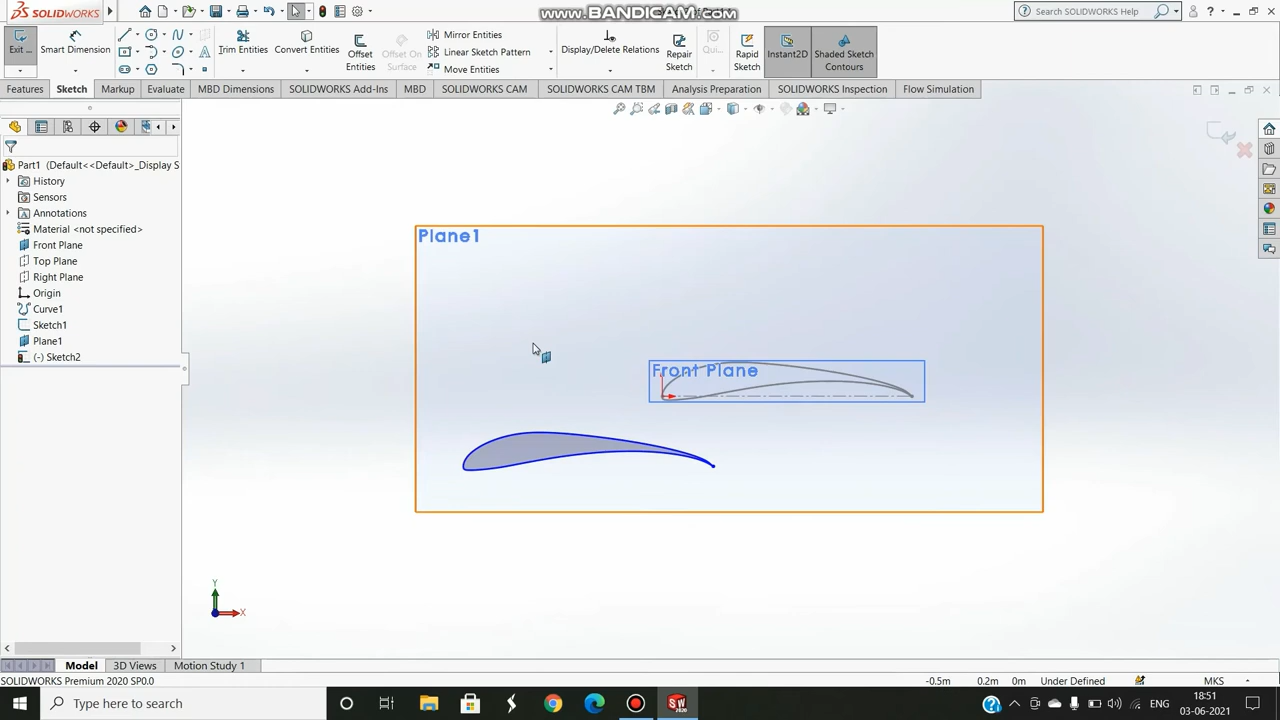 SOLIDWORKS
www.BANDICAM.com
Search SOLIDWORKS Help
Exit ...
Smart Dimension
Trim Entities
Convert Entities
Offset Entities
Offset On Surface
Mirror Entities
Linear Sketch Pattern
Move Entities
Display/Delete Relations
Repair Sketch
Qui...
Rapid Sketch
Instant2D
Shaded Sketch Contours
Features
Sketch
Markup
Evaluate
MBD Dimensions
SOLIDWORKS Add-Ins
MBD
SOLIDWORKS CAM
SOLIDWORKS CAM TBM
Analysis Preparation
SOLIDWORKS Inspection
Flow Simulation
Part1 (Default<<Default>_Display S
History
Sensors
Annotations
Material <not specified>
Front Plane
Top Plane
Right Plane
Origin
Curve1
Sketch1
Plane1
(-) Sketch2
Plane1
Front Plane
Y
X
Model
3D Views
Motion Study 1
SOLIDWORKS Premium 2020 SP0.0
-0.5m
0.2m
0m
Under Defined
MKS
Type here to search
ENG
18:51
03-06-2021